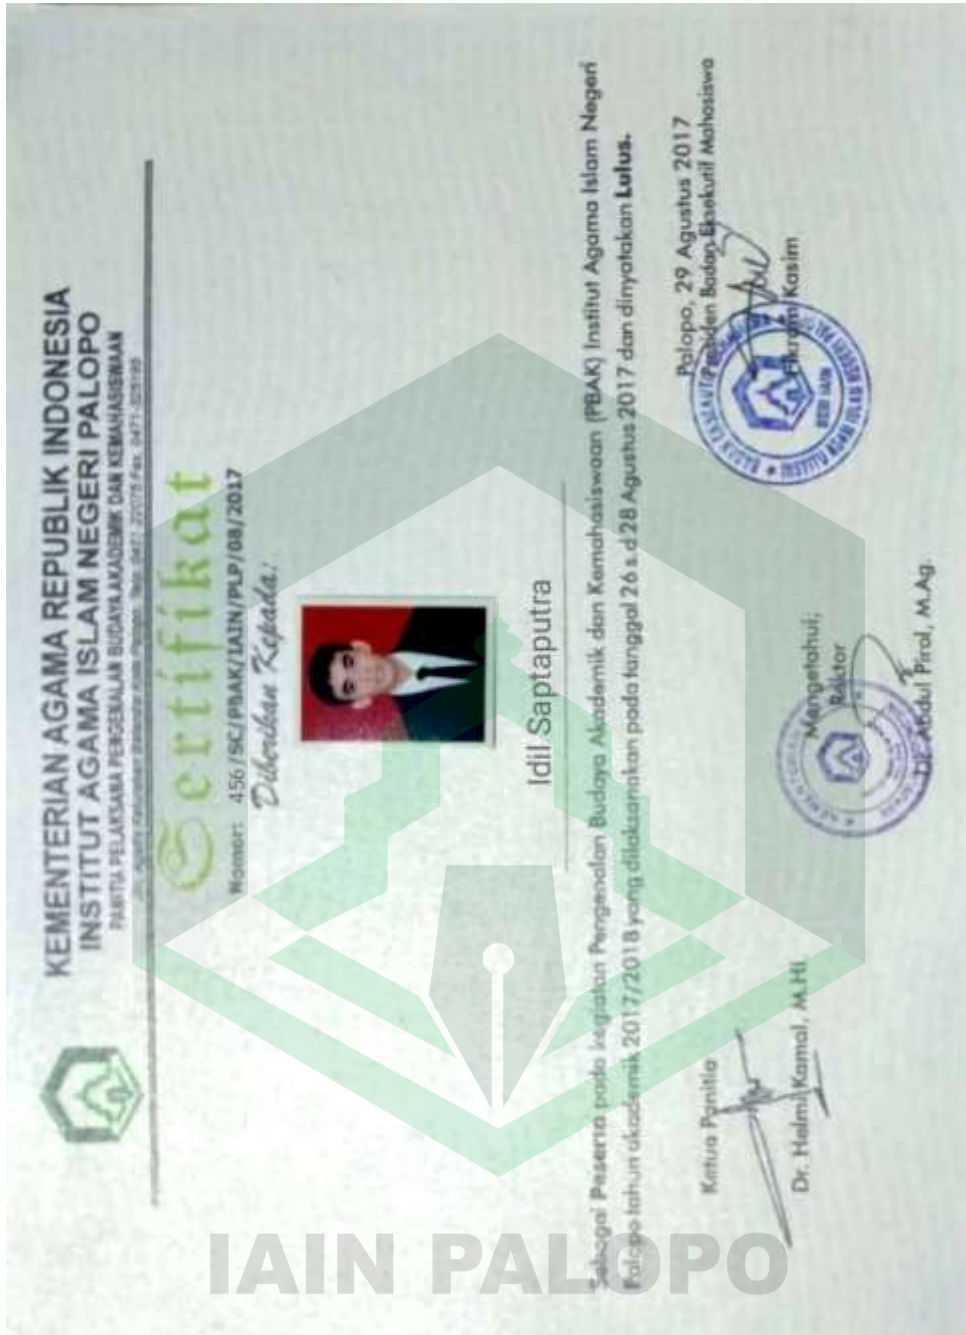 KEMENTERIAN AGAMA REPUBLIK INDONESIA
INSTITUT AGAMA ISLAM NEGERI PALOPO
PANITIA PELAKSANA PENGENALAN BUDAYA AKADEMIK DAN KEMAHASISWAAN
Sertifikat
Nomor: 456/SC/PBAK/IAIN/PLP/08/2017
Diberikan Kepada:
Idil Saptaputra
Sebagai Peserta pada kegiatan Pengenalan Budaya Akademik dan Kemahasiswaan (PBAK) Institut Agama Islam Negeri
Palopo tahun akademik 2017/2018 yang dilaksanakan pada tanggal 26 s.d 28 Agustus 2017 dan dinyatakan Lulus.
Palopo, 29 Agustus 2017
Ketua Panitia
Presiden Badan Eksekutif Mahasiswa
Dr. Helmi Kamal, M.HI
Fikram Kasim
Mengetahui;
Rektor
Dr. Abdul Pirol, M.Ag.
IAIN PALOPO